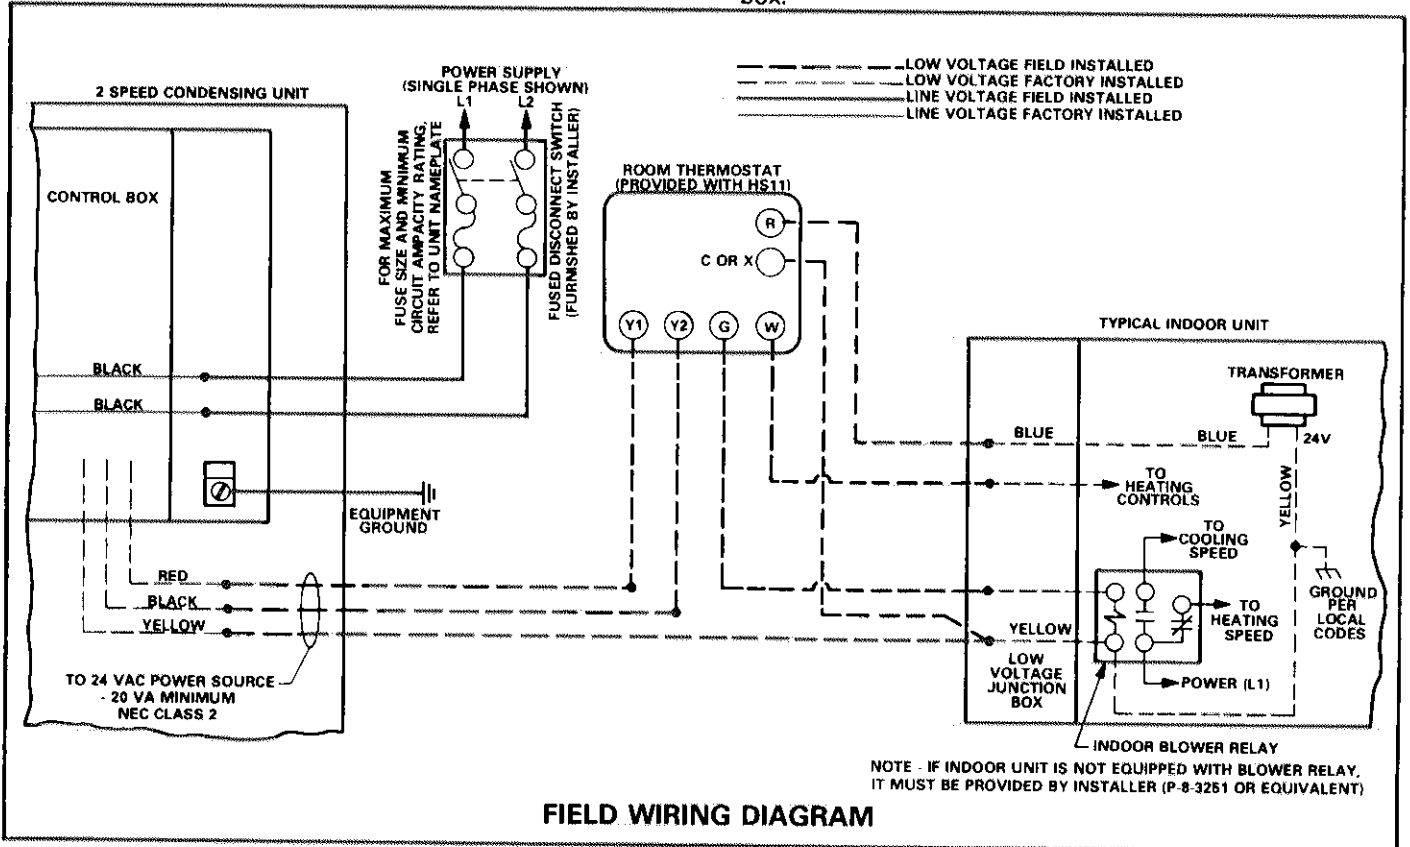 BOX.
LOW VOLTAGE FIELD INSTALLED
LOW VOLTAGE FACTORY INSTALLED
LINE VOLTAGE FIELD INSTALLED
LINE VOLTAGE FACTORY INSTALLED
2 SPEED CONDENSING UNIT
CONTROL BOX
POWER SUPPLY
(SINGLE PHASE SHOWN)
L1 L2
FOR MAXIMUM
FUSE SIZE AND MINIMUM
CIRCUIT AMPACITY RATING,
REFER TO UNIT NAMEPLATE
FUSED DISCONNECT SWITCH
(FURNISHED BY INSTALLER)
ROOM THERMOSTAT
(PROVIDED WITH HS11)
R
C OR X
Y1 Y2 G W
TYPICAL INDOOR UNIT
TRANSFORMER
BLACK
BLACK
BLUE
BLUE
24V
YELLOW
TO
HEATING
CONTROLS
EQUIPMENT
GROUND
TO
COOLING
SPEED
RED
BLACK
YELLOW
GROUND
PER
LOCAL
CODES
TO
HEATING
SPEED
YELLOW
LOW
VOLTAGE
JUNCTION
BOX
POWER (L1)
TO 24 VAC POWER SOURCE
- 20 VA MINIMUM
NEC CLASS 2
INDOOR BLOWER RELAY
NOTE - IF INDOOR UNIT IS NOT EQUIPPED WITH BLOWER RELAY,
IT MUST BE PROVIDED BY INSTALLER (P-8-3251 OR EQUIVALENT)
FIELD WIRING DIAGRAM